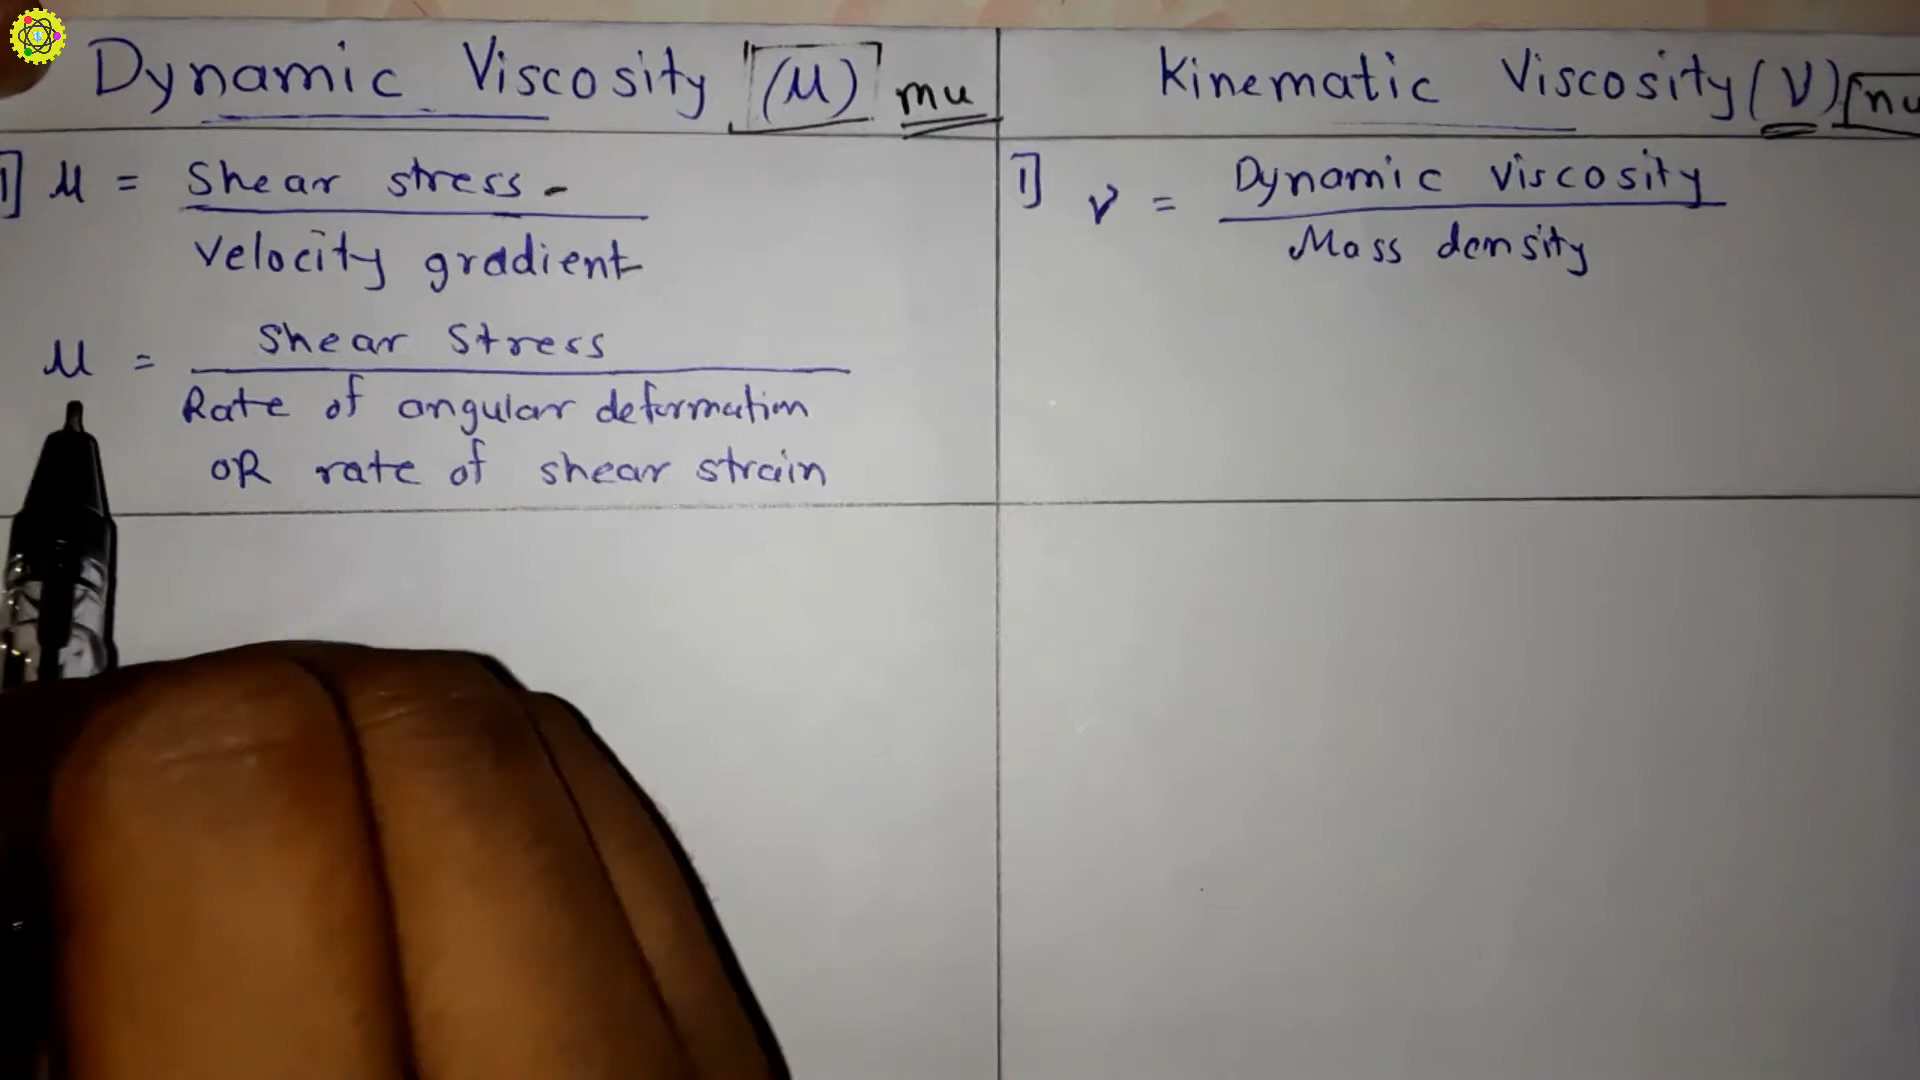 Dynamic Viscosity (μ) mu
Kinematic Viscosity (ν) nu
1] μ = Shear stress
Velocity gradient
μ = Shear Stress
Rate of angular deformation
OR rate of shear strain
1] ν = Dynamic Viscosity
Mass density